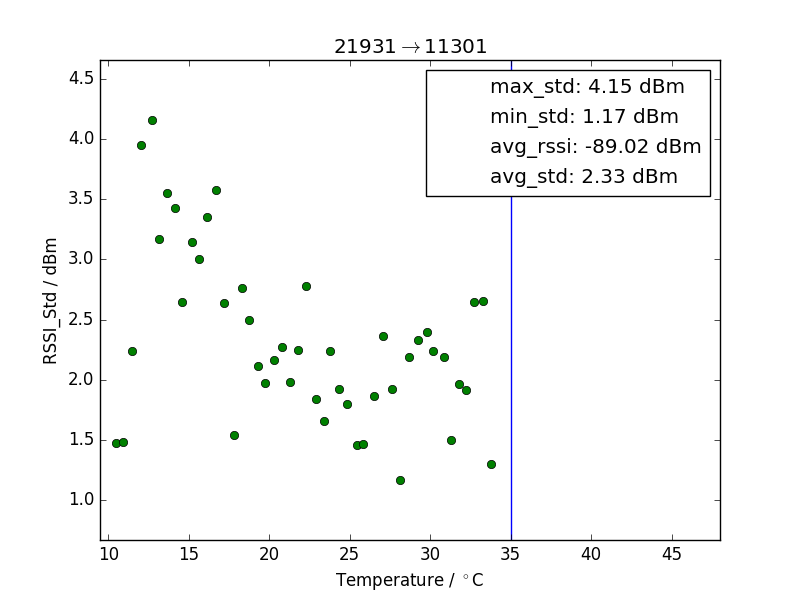 21931→11301
max_std: 4.15 dBm
min_std: 1.17 dBm
avg_rssi: -89.02 dBm
avg_std: 2.33 dBm
RSSI_Std / dBm
4.5
4.0
3.5
3.0
2.5
2.0
1.5
1.0
10 15 20 25 30 35 40 45
Temperature / °C